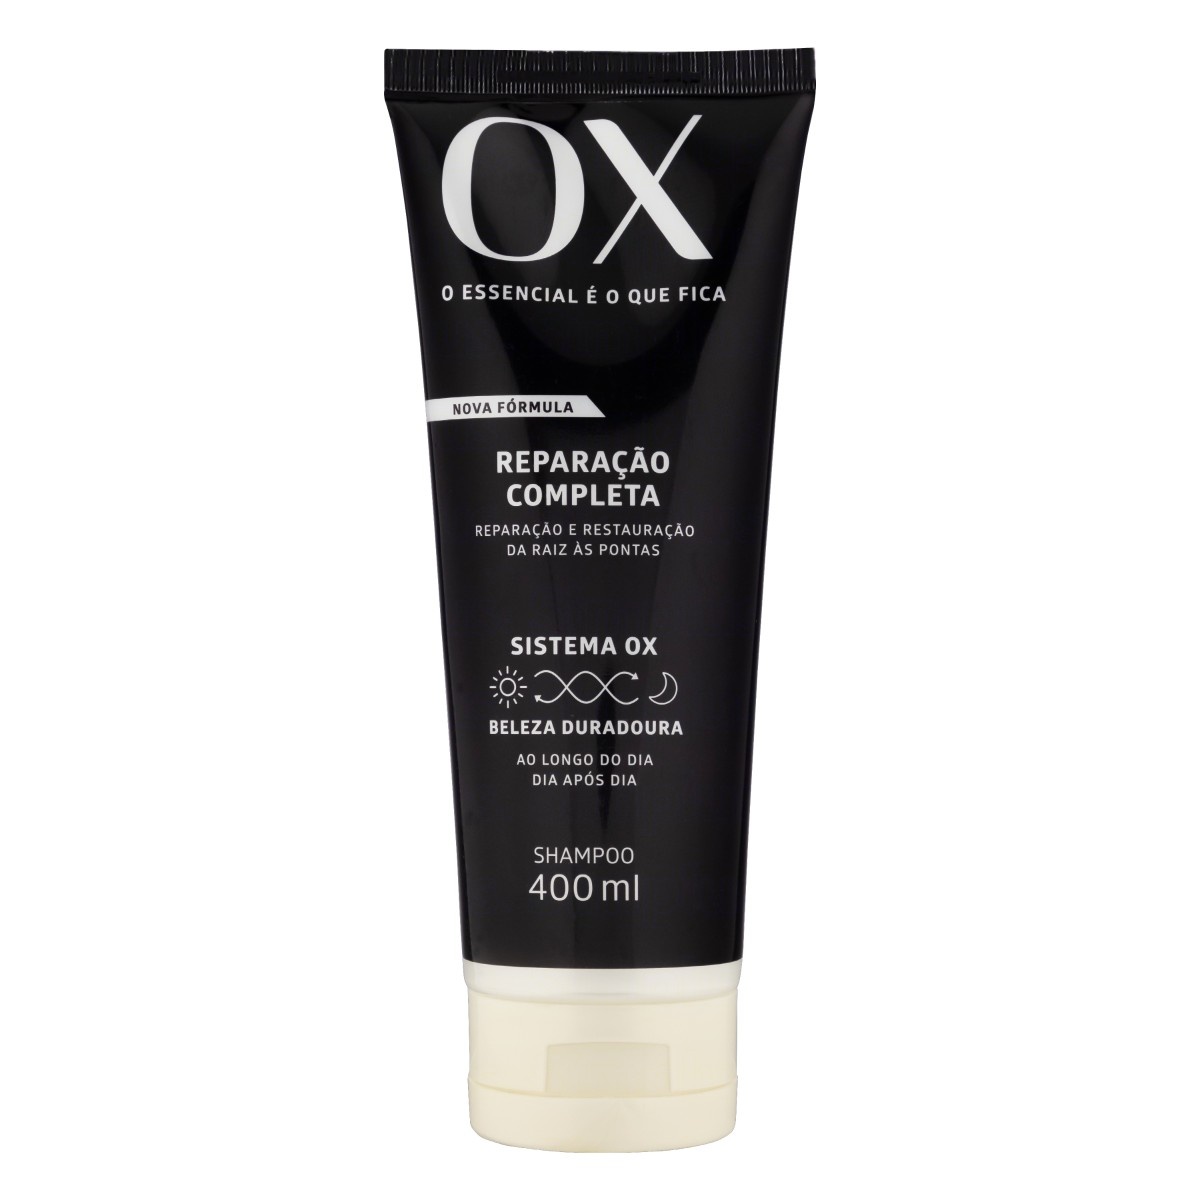 OX
O ESSENCIAL É O QUE FICA
NOVA FÓRMULA
REPARAÇÃO
COMPLETA
REPARAÇÃO E RESTAURAÇÃO
DA RAIZ ÀS PONTAS
SISTEMA OX
BELEZA DURADOURA
AO LONGO DO DIA
DIA APÓS DIA
SHAMPOO
400 ml